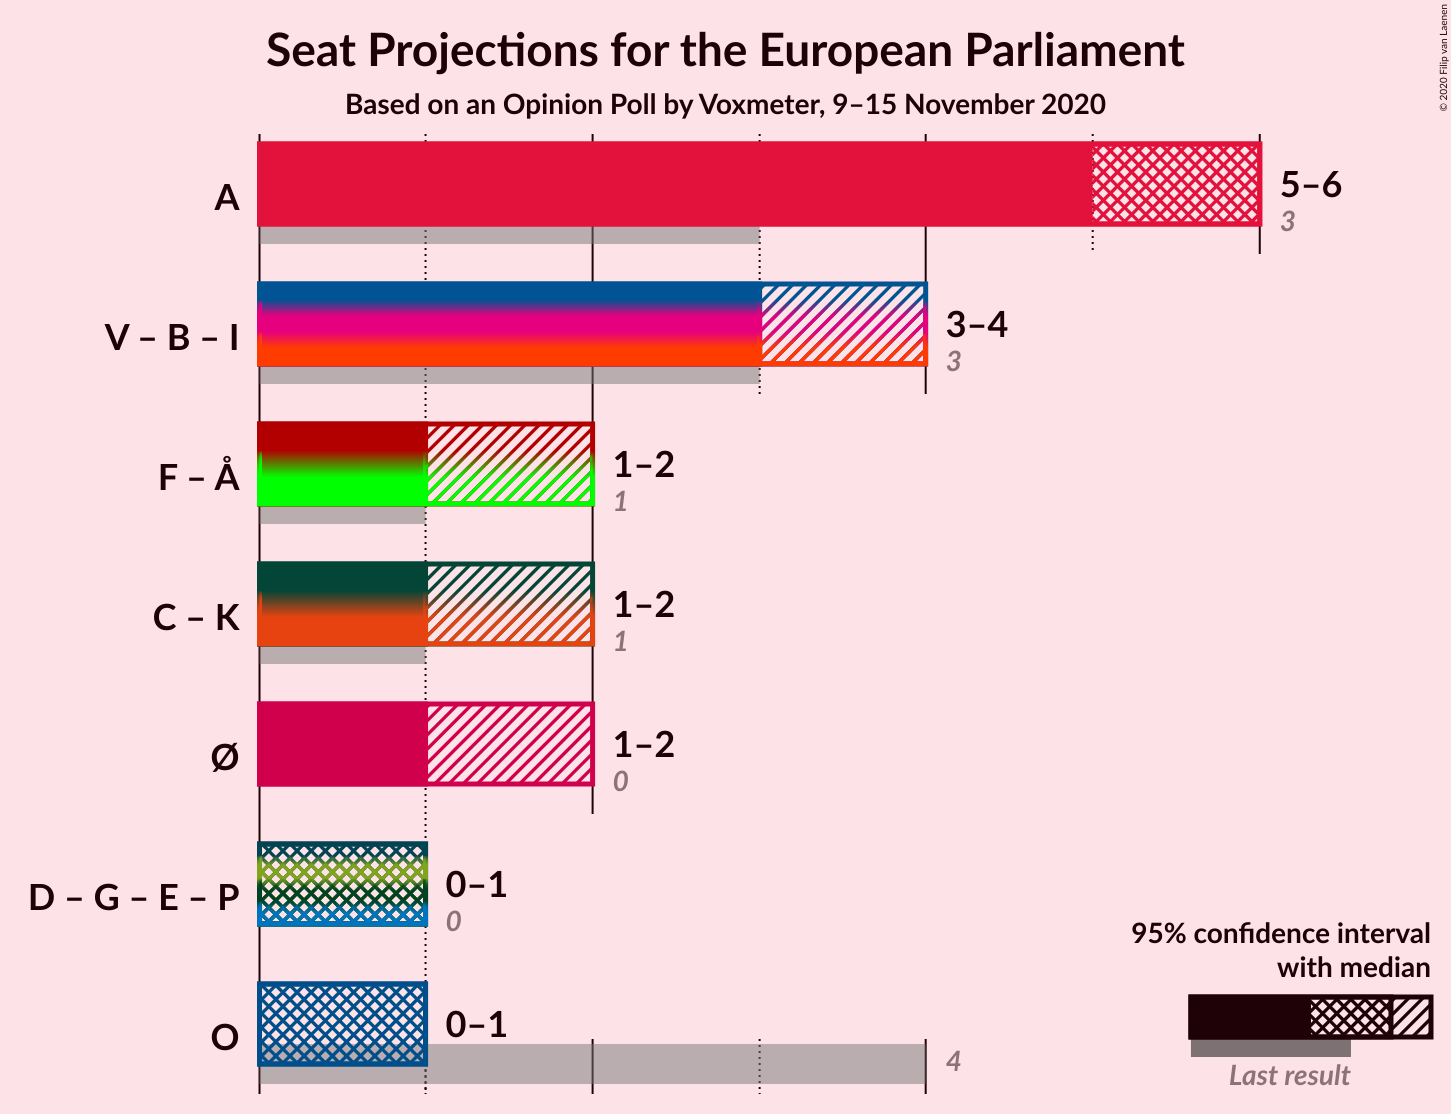 Seat Projections for the European Parliament
Based on an Opinion Poll by Voxmeter, 9–15 November 2020
© 2020 Filip van Laenen
A
5–6
3
V – B – I
3–4
3
F – Å
1–2
1
C – K
1–2
1
Ø
1–2
0
D – G – E – P
0–1
0
O
0–1
4
95% confidence interval
with median
Last result